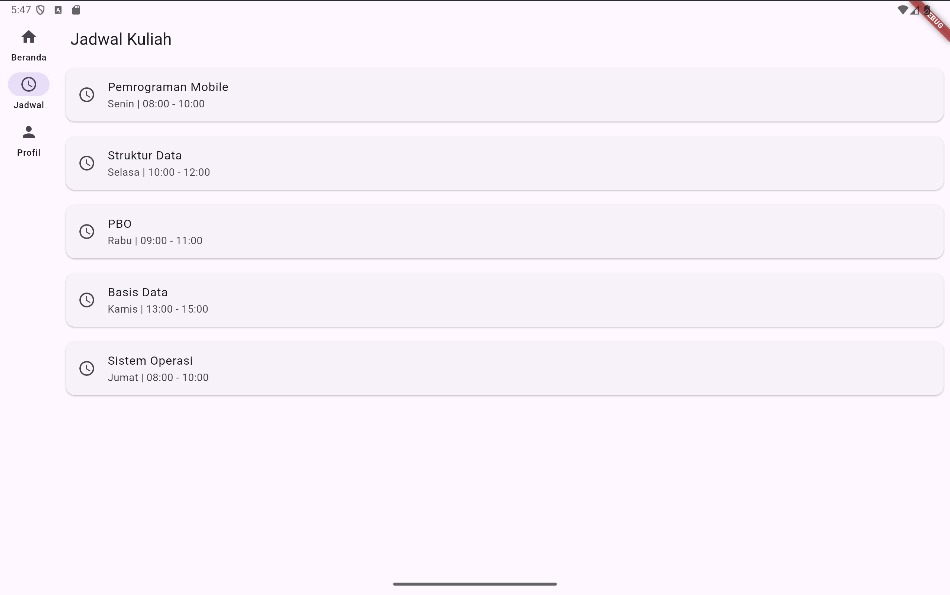 5:47
DEBUG
Beranda
Jadwal
Profil
Jadwal Kuliah
Pemrograman Mobile
Senin | 08:00 - 10:00
Struktur Data
Selasa | 10:00 - 12:00
PBO
Rabu | 09:00 - 11:00
Basis Data
Kamis | 13:00 - 15:00
Sistem Operasi
Jumat | 08:00 - 10:00